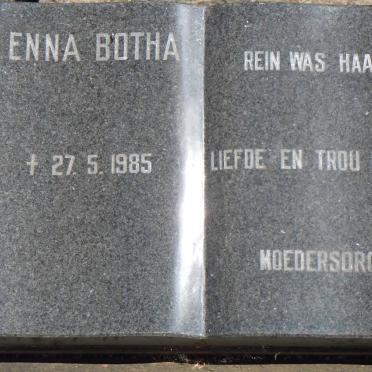 ENNA BOTHA
† 27. 5. 1985
REIN WAS HAA
LIEFDE EN TROU
MOEDERSORG